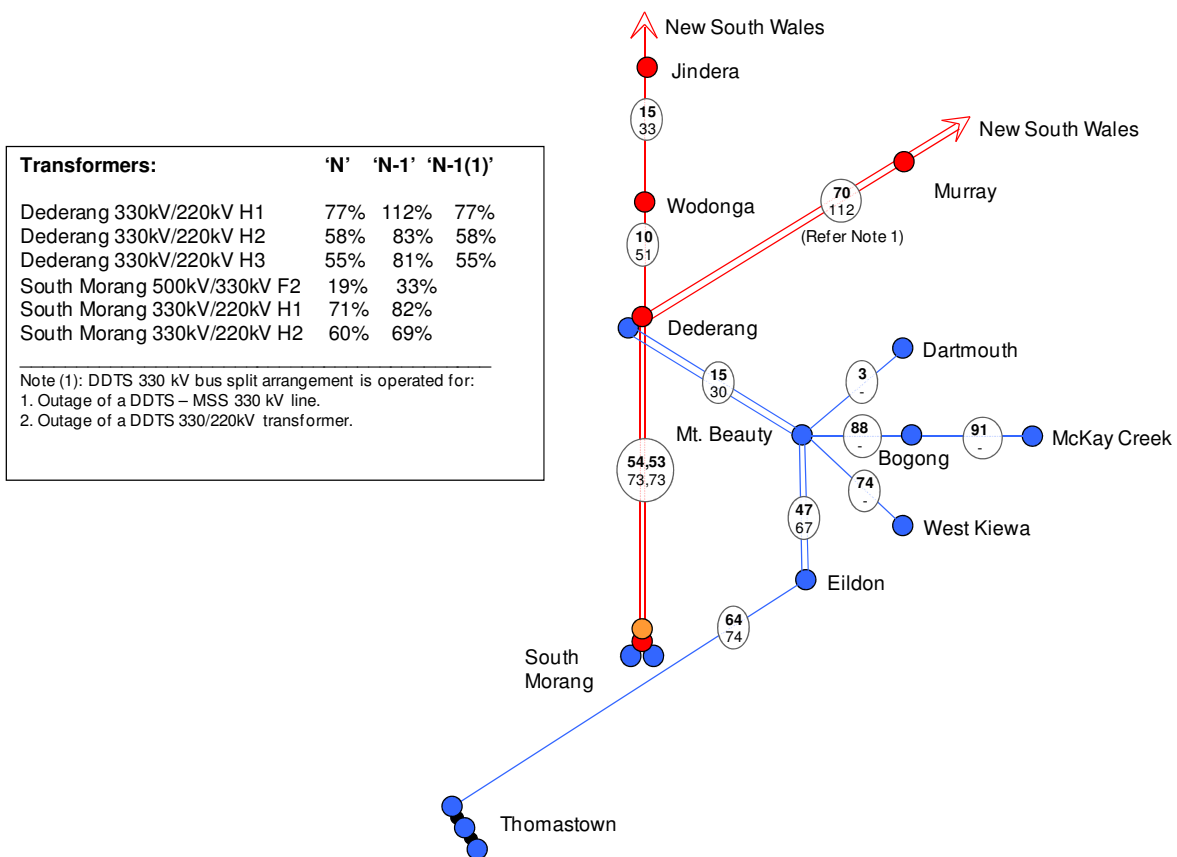 New South Wales
Jindera
15
33
New South Wales
Murray
70
112
(Refer Note 1)
Wodonga
10
51
Transformers: ‘N’ ‘N-1’ ‘N-1(1)’
Dederang 330kV/220kV H1 77% 112% 77%
Dederang 330kV/220kV H2 58% 83% 58%
Dederang 330kV/220kV H3 55% 81% 55%
South Morang 500kV/330kV F2 19% 33%
South Morang 330kV/220kV H1 71% 82%
South Morang 330kV/220kV H2 60% 69%
Note (1): DDTS 330 kV bus split arrangement is operated for:
1. Outage of a DDTS – MSS 330 kV line.
2. Outage of a DDTS 330/220kV transformer.
Dederang
Dartmouth
15
30
3
-
Mt. Beauty
88
-
Bogong
91
-
McKay Creek
54,53
73,73
74
-
West Kiewa
47
67
Eildon
64
74
South
Morang
Thomastown